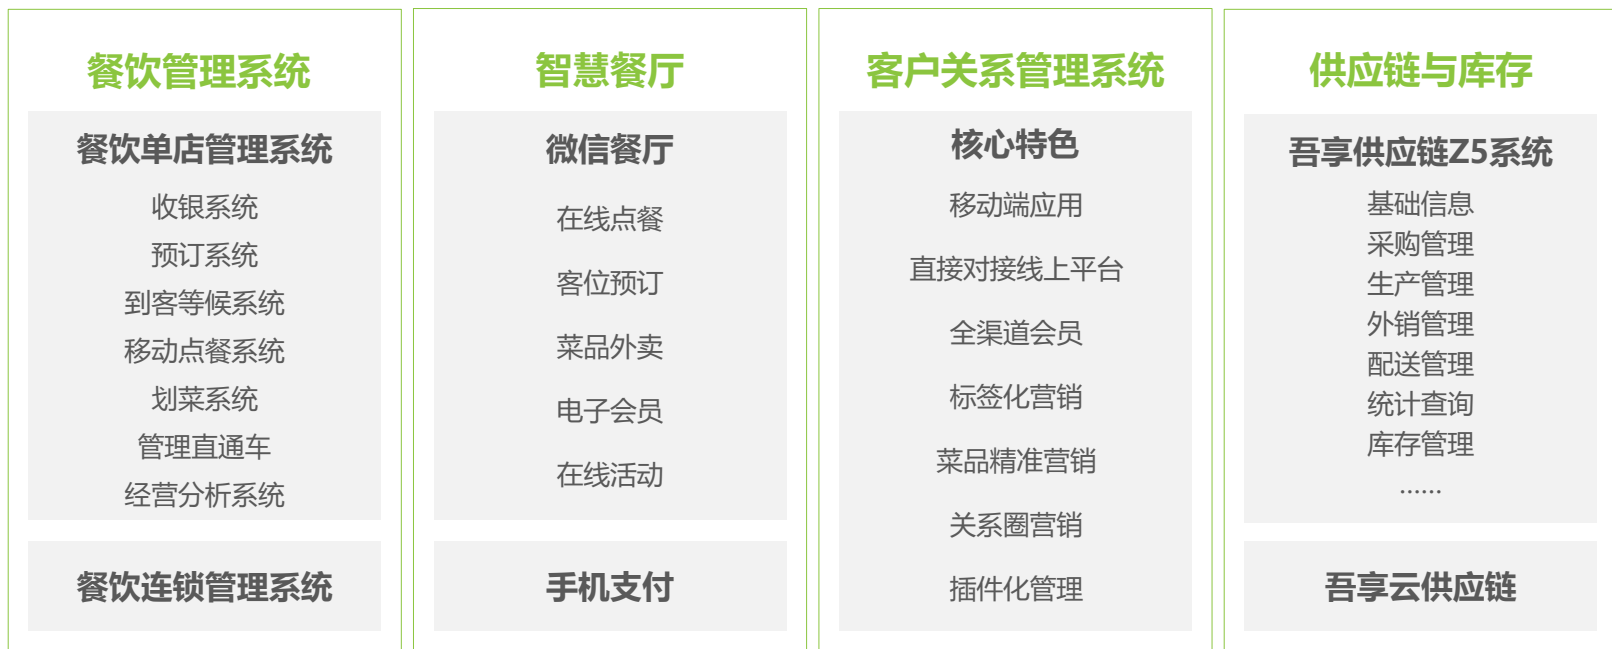 餐饮管理系统
餐饮单店管理系统
收银系统
预订系统
到客等候系统
移动点餐系统
划菜系统
管理直通车
经营分析系统
餐饮连锁管理系统
智慧餐厅
微信餐厅
在线点餐
客位预订
菜品外卖
电子会员
在线活动
手机支付
客户关系管理系统
核心特色
移动端应用
直接对接线上平台
全渠道会员
标签化营销
菜品精准营销
关系圈营销
插件化管理
供应链与库存
吾享供应链Z5系统
基础信息
采购管理
生产管理
外销管理
配送管理
统计查询
库存管理
......
吾享云供应链